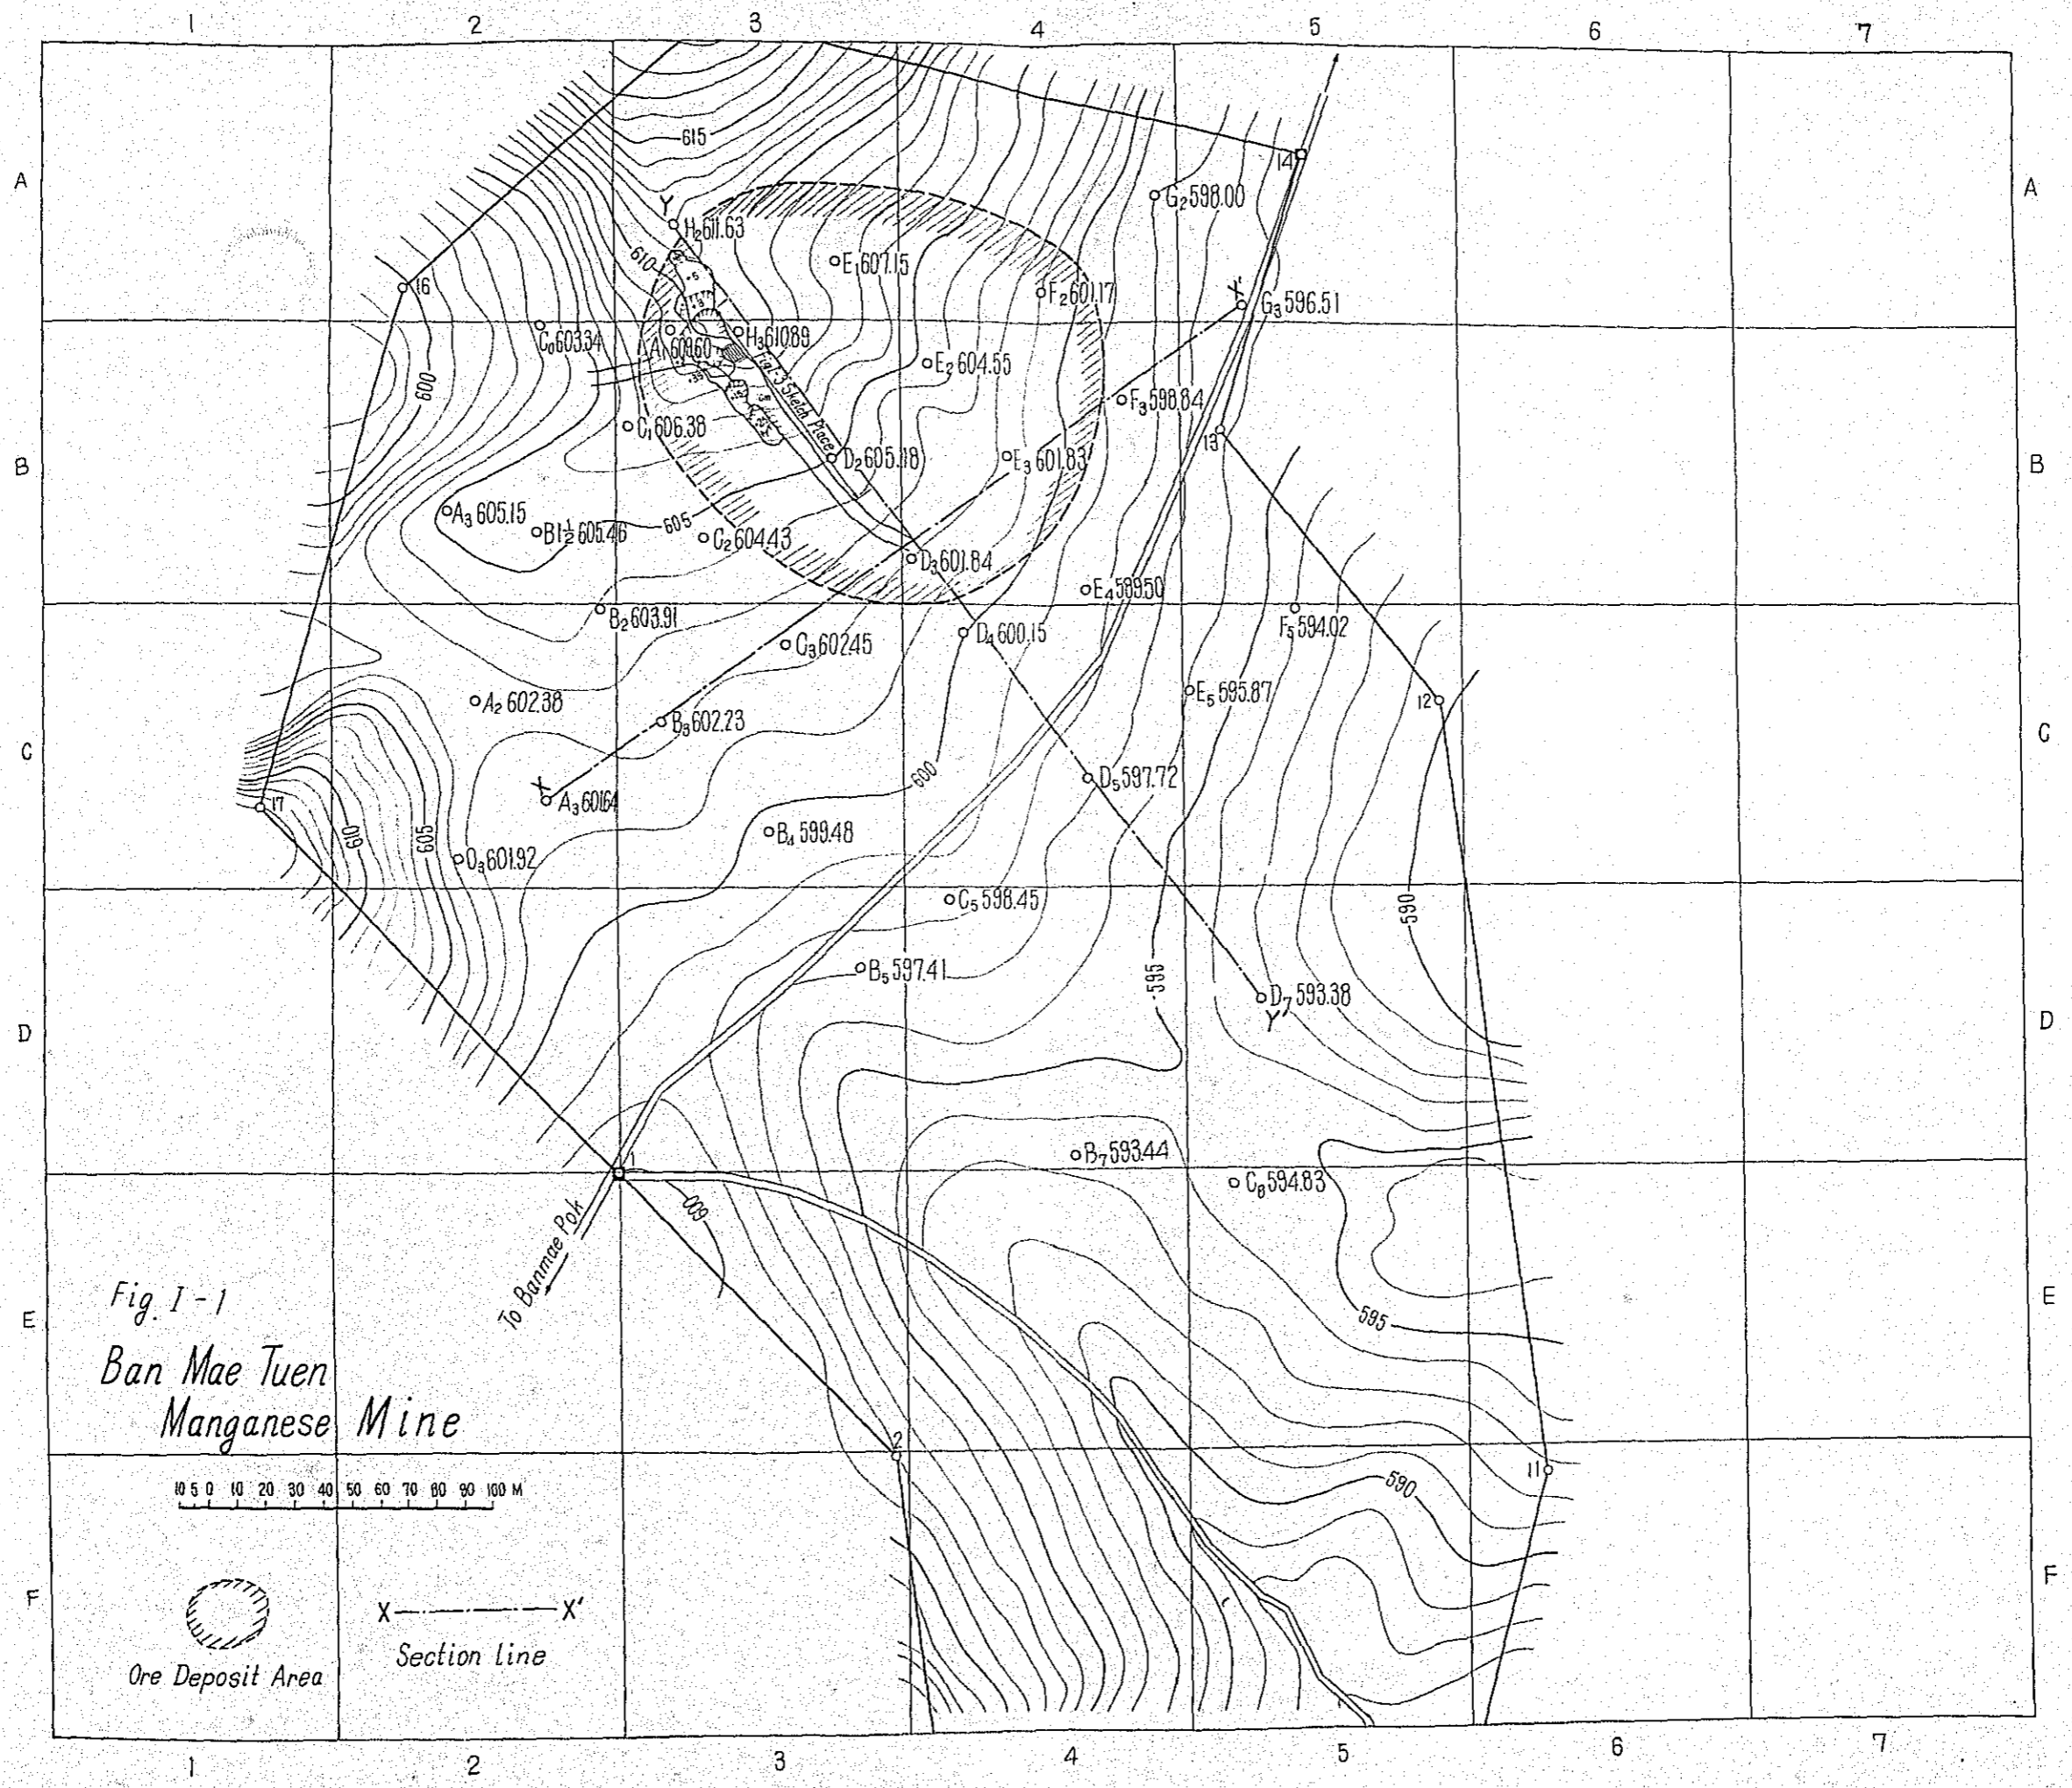 1 2 3 4 5 6 7
A A
615
14
G2 598.00
Y
H2 611.63
610
E1 607.15
16
F2 601.17
X'
G3 596.51
C0 603.34
A1 609.60
H3 610.89
E2 604.55
600
Fig I-3 Sketch Place
F3 598.84
C1 606.38
13
B B
D2 605.18
E3 601.83
A3 605.15
B1½ 605.46
605
C2 604.43
D3 601.84
E4 599.50
B2 603.91
F5 594.02
D4 600.15
C3 602.45
A2 602.38
E5 595.87
12
B3 602.23
C C
X
A3 601.64
17
600
D5 597.72
610
605
B4 599.48
O3 601.92
C5 598.45
590
B5 597.41
595
D7 593.38
Y'
D D
B7 593.44
1
C8 594.83
600
To Banmae Pok
Fig. I-1
E E
595
Ban Mae Tuen
Manganese Mine
2
11
590
10 5 0 10 20 30 40 50 60 70 80 90 100 M
F F
X X'
Section line
Ore Deposit Area
1 2 3 4 5 6 7